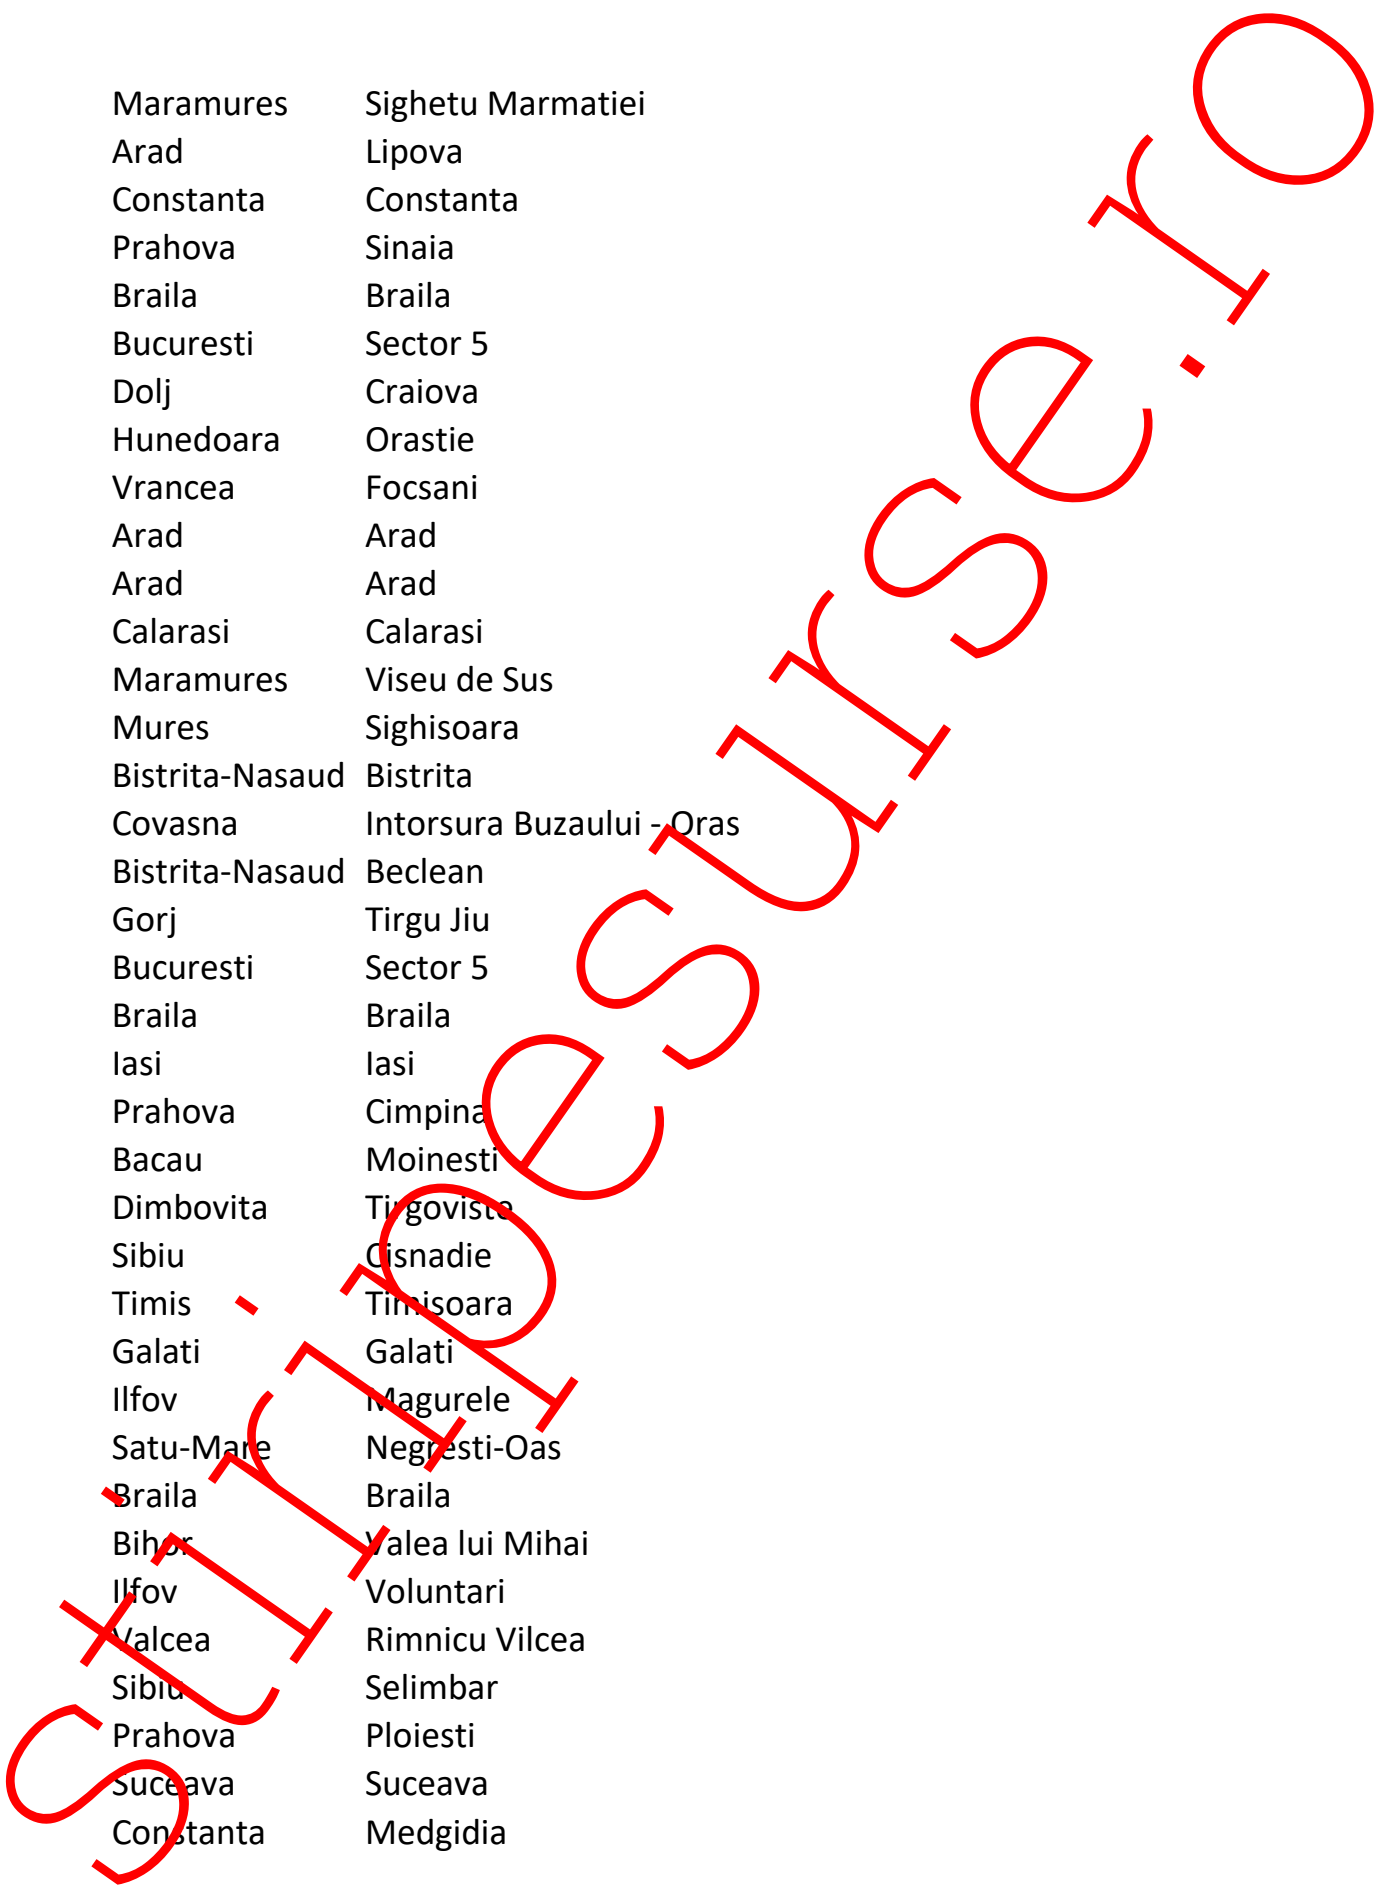 Maramures Sighetu Marmatiei
Arad Lipova
Constanta Constanta
Prahova Sinaia
Braila Braila
Bucuresti Sector 5
Dolj Craiova
Hunedoara Orastie
Vrancea Focsani
Arad Arad
Arad Arad
Calarasi Calarasi
Maramures Viseu de Sus
Mures Sighisoara
Bistrita-Nasaud Bistrita
Covasna Intorsura Buzaului - Oras
Bistrita-Nasaud Beclean
Gorj Tirgu Jiu
Bucuresti Sector 5
Braila Braila
Iasi Iasi
Prahova Cimpina
Bacau Moinesti
Dimbovita Tirgoviste
Sibiu Cisnadie
Timis Timisoara
Galati Galati
Ilfov Magurele
Satu-Mare Negresti-Oas
Braila Braila
Bihor Valea lui Mihai
Ilfov Voluntari
Valcea Rimnicu Vilcea
Sibiu Selimbar
Prahova Ploiesti
Suceava Suceava
Constanta Medgidia
stiripesurse.ro